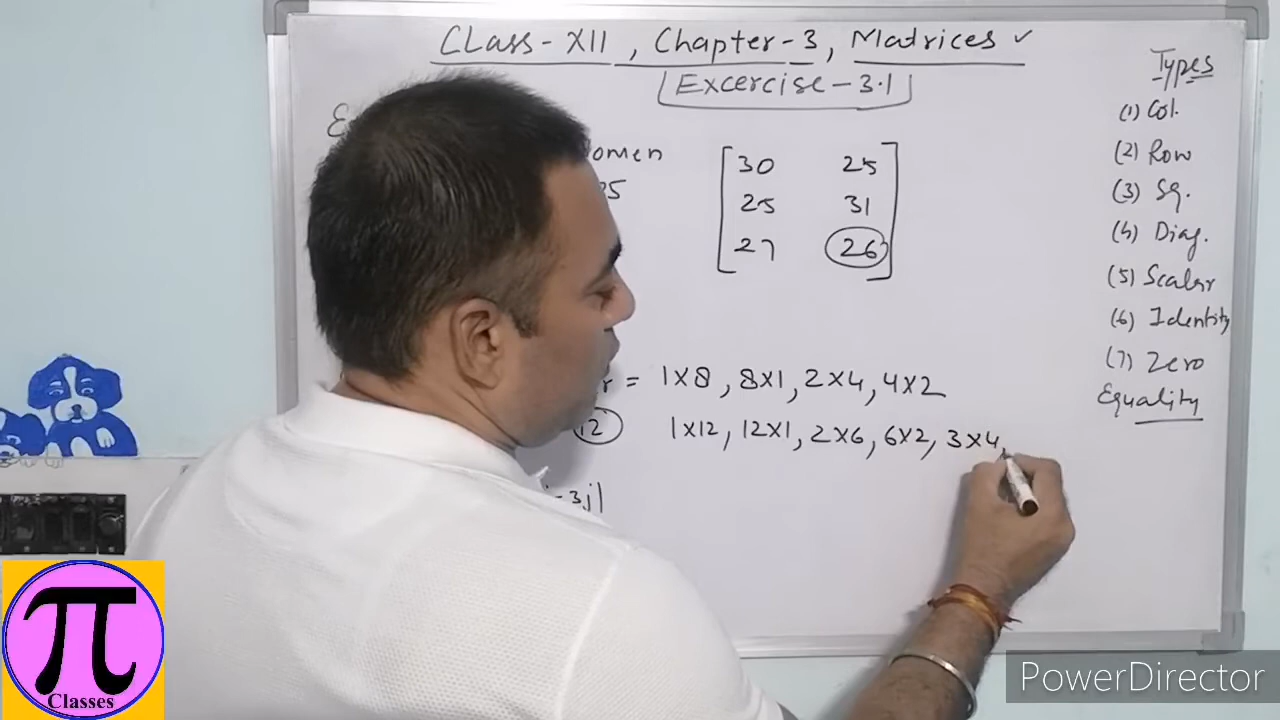 CLass-XII, Chapter-3, Matrices ✓
Excercise-3.1
30 25
25 31
27 26
= 1×8, 8×1, 2×4, 4×2
12 1×12, 12×1, 2×6, 6×2, 3×4,
-3j|
Types
(1) Col.
(2) Row
(3) Sq.
(4) Diag.
(5) Scalar
(6) Identity
(7) Zero
Equality
π
Classes
PowerDirector